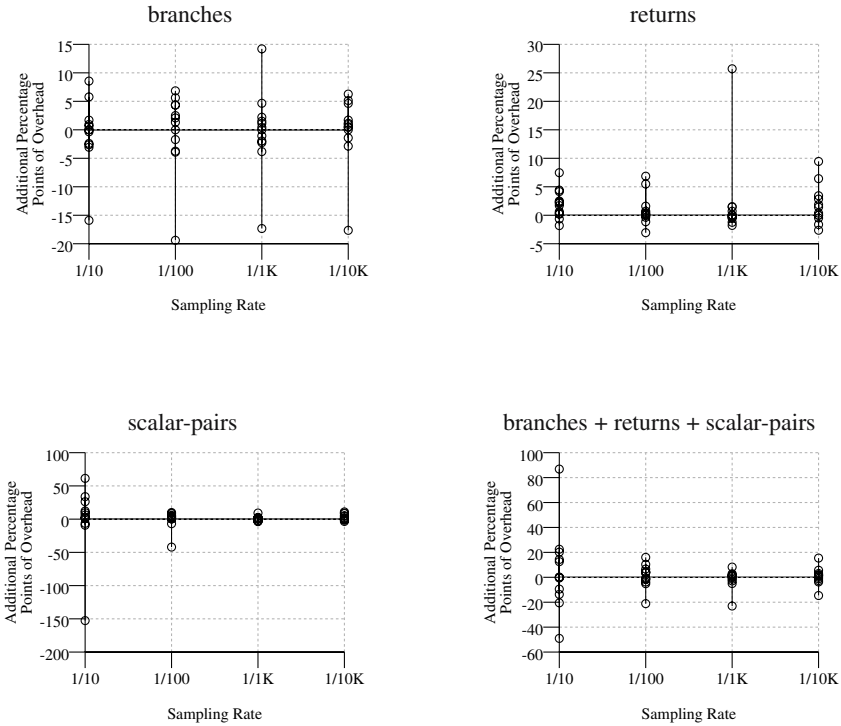 branches
Additional Percentage
Points of Overhead
15
10
5
0
-5
-10
-15
-20
1/10
1/100
1/1K
1/10K
Sampling Rate
returns
Additional Percentage
Points of Overhead
30
25
20
15
10
5
0
-5
1/10
1/100
1/1K
1/10K
Sampling Rate
scalar-pairs
Additional Percentage
Points of Overhead
100
50
0
-50
-100
-150
-200
1/10
1/100
1/1K
1/10K
Sampling Rate
branches + returns + scalar-pairs
Additional Percentage
Points of Overhead
100
80
60
40
20
0
-20
-40
-60
1/10
1/100
1/1K
1/10K
Sampling Rate